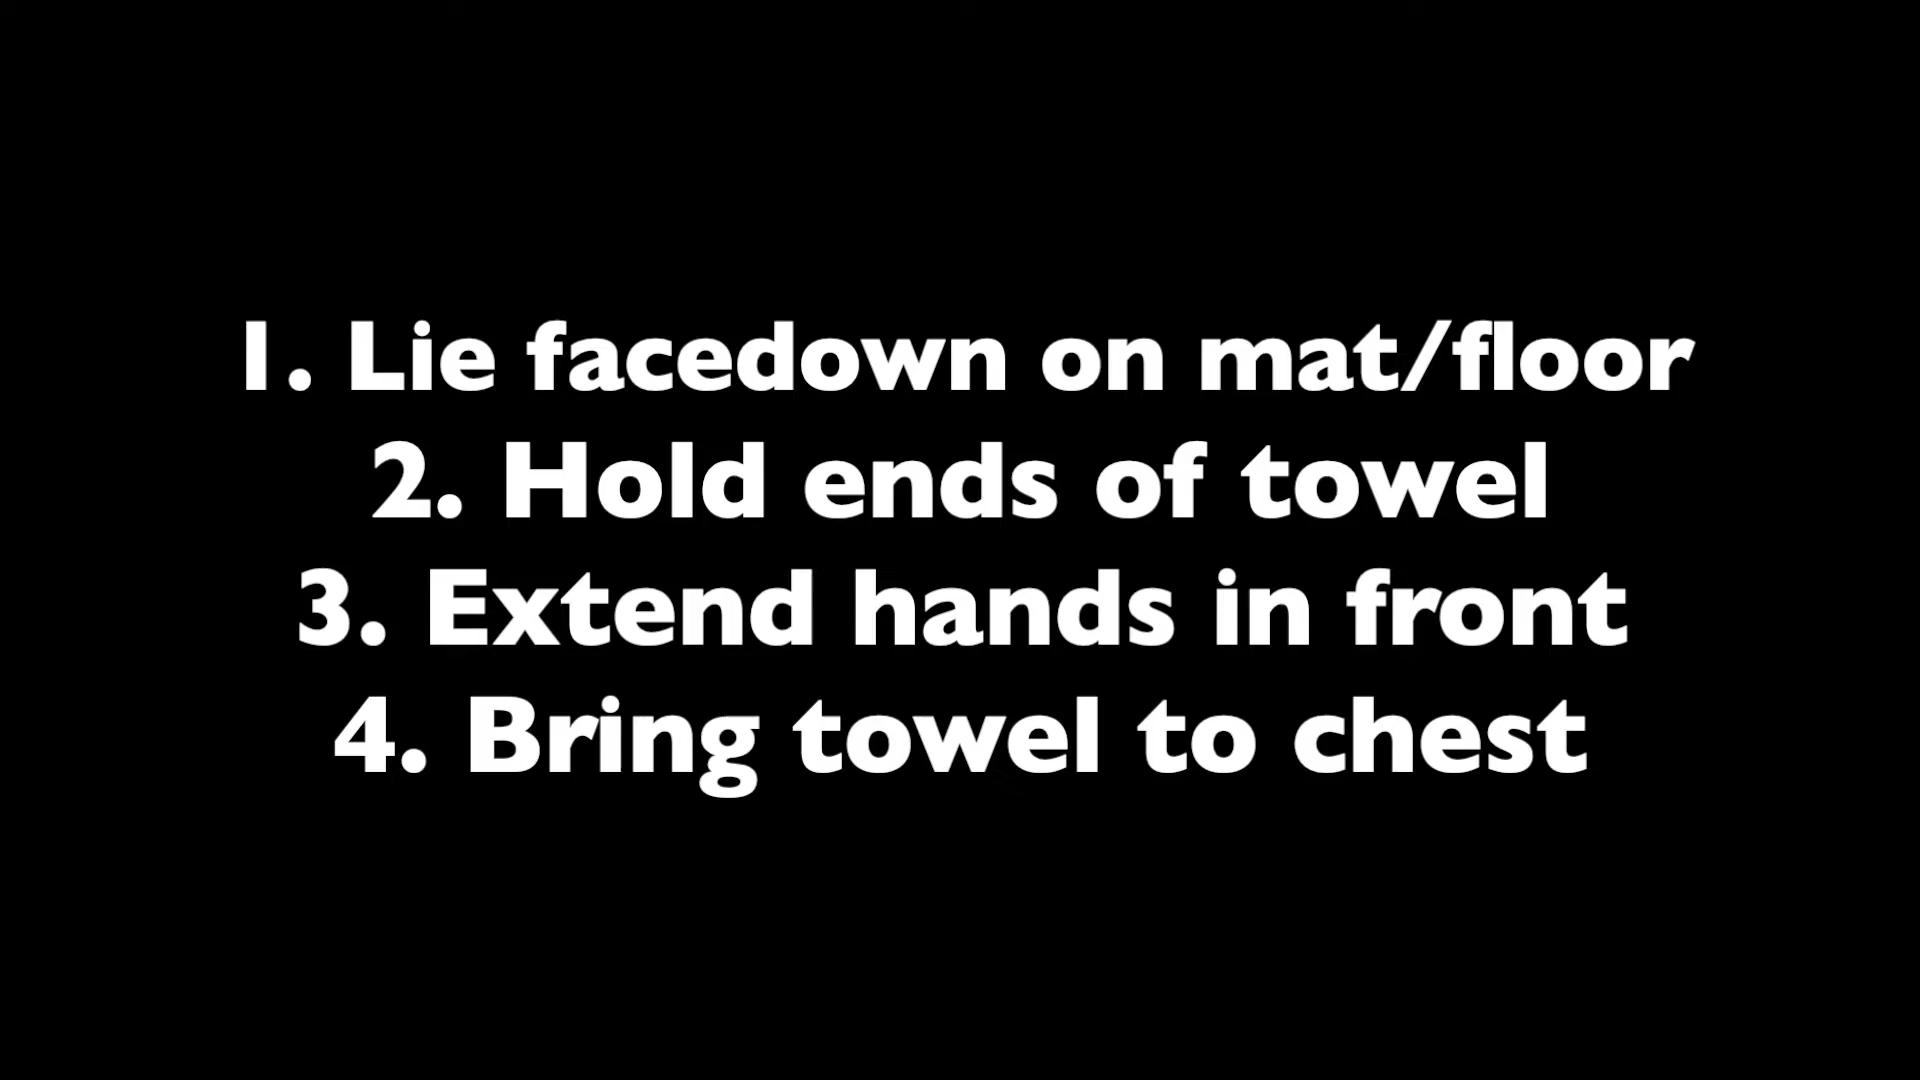 1. Lie facedown on mat/floor
2. Hold ends of towel
3. Extend hands in front
4. Bring towel to chest